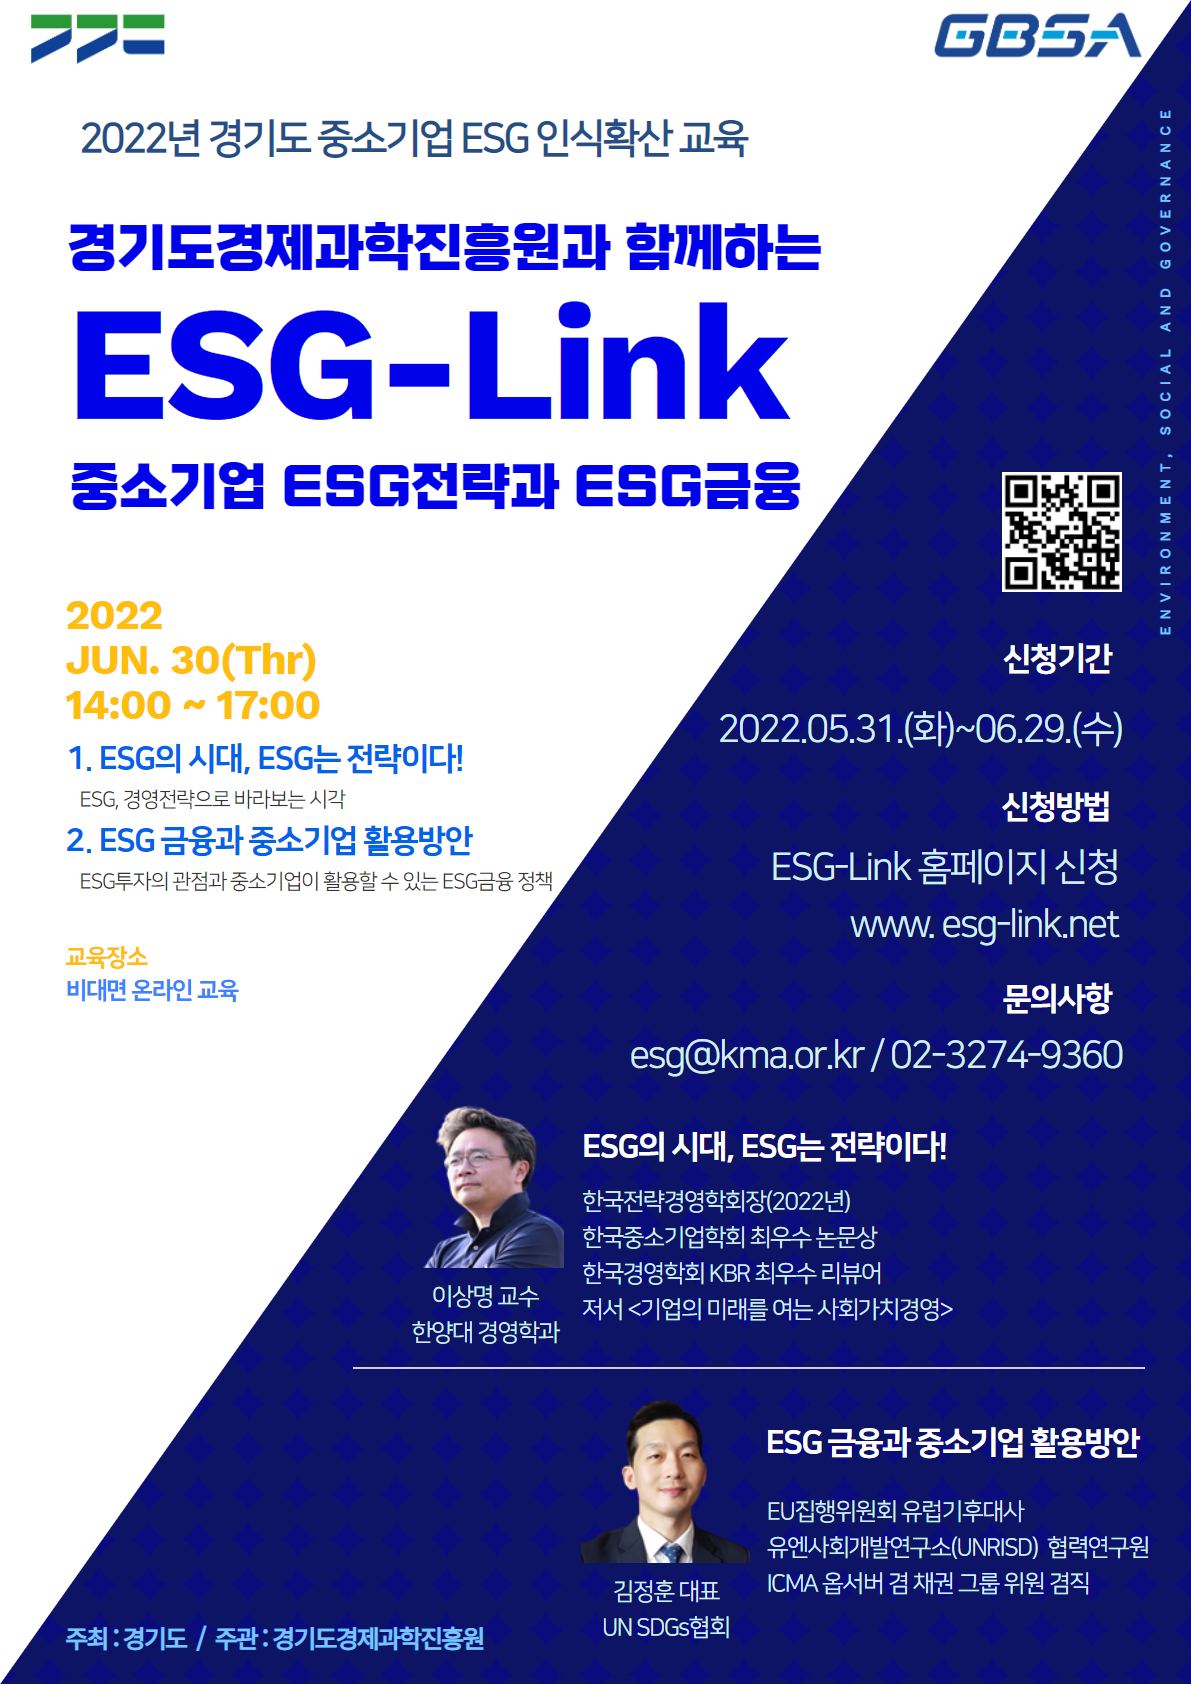 GBSA
2022년 경기도 중소기업 ESG 인식확산 교육
경기도경제과학진흥원과 함께하는
ESG-Link
중소기업 ESG전략과 ESG금융
ENVIRONMENT, SOCIAL AND GOVERNANCE
2022
JUN. 30(Thr)
14:00 ~ 17:00
1. ESG의 시대, ESG는 전략이다!
ESG, 경영전략으로 바라보는 시각
2. ESG 금융과 중소기업 활용방안
ESG투자의 관점과 중소기업이 활용할 수 있는 ESG금융 정책
교육장소
비대면 온라인 교육
신청기간
2022.05.31.(화)~06.29.(수)
신청방법
ESG-Link 홈페이지 신청
www. esg-link.net
문의사항
esg@kma.or.kr / 02-3274-9360
ESG의 시대, ESG는 전략이다!
한국전략경영학회장(2022년)
한국중소기업학회 최우수 논문상
한국경영학회 KBR 최우수 리뷰어
저서 <기업의 미래를 여는 사회가치경영>
이상명 교수
한양대 경영학과
ESG 금융과 중소기업 활용방안
EU집행위원회 유럽기후대사
유엔사회개발연구소(UNRISD) 협력연구원
ICMA 옵서버 겸 채권 그룹 위원 겸직
김정훈 대표
UN SDGs협회
주최 : 경기도 / 주관 : 경기도경제과학진흥원